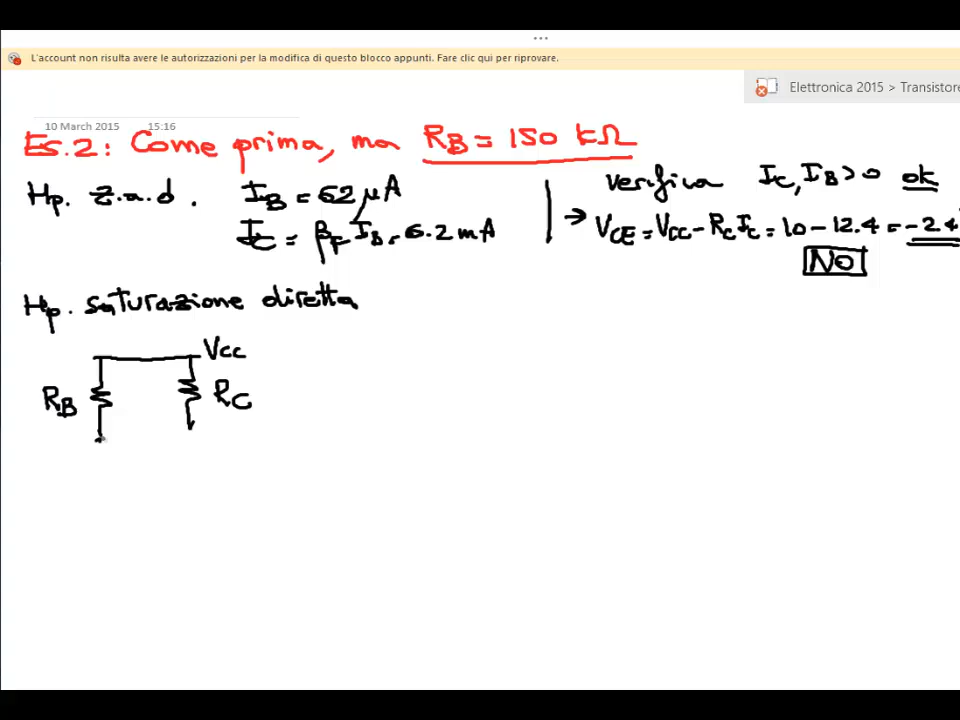 L'account non risulta avere le autorizzazioni per la modifica di questo blocco appunti. Fare clic qui per riprovare.
Elettronica 2015 > Transistore
10 March 2015 15:16
Es.2: Come prima, ma RB = 150 kΩ
Hp. z.a.d. IB = 62 μA
IC = βF IB = 6.2 mA
Verifica IC, IB > 0 ok
→ VCE = VCC - RC IC = 10 - 12.4 = -2.4
NO
Hp. saturazione diretta
VCC
RB RC